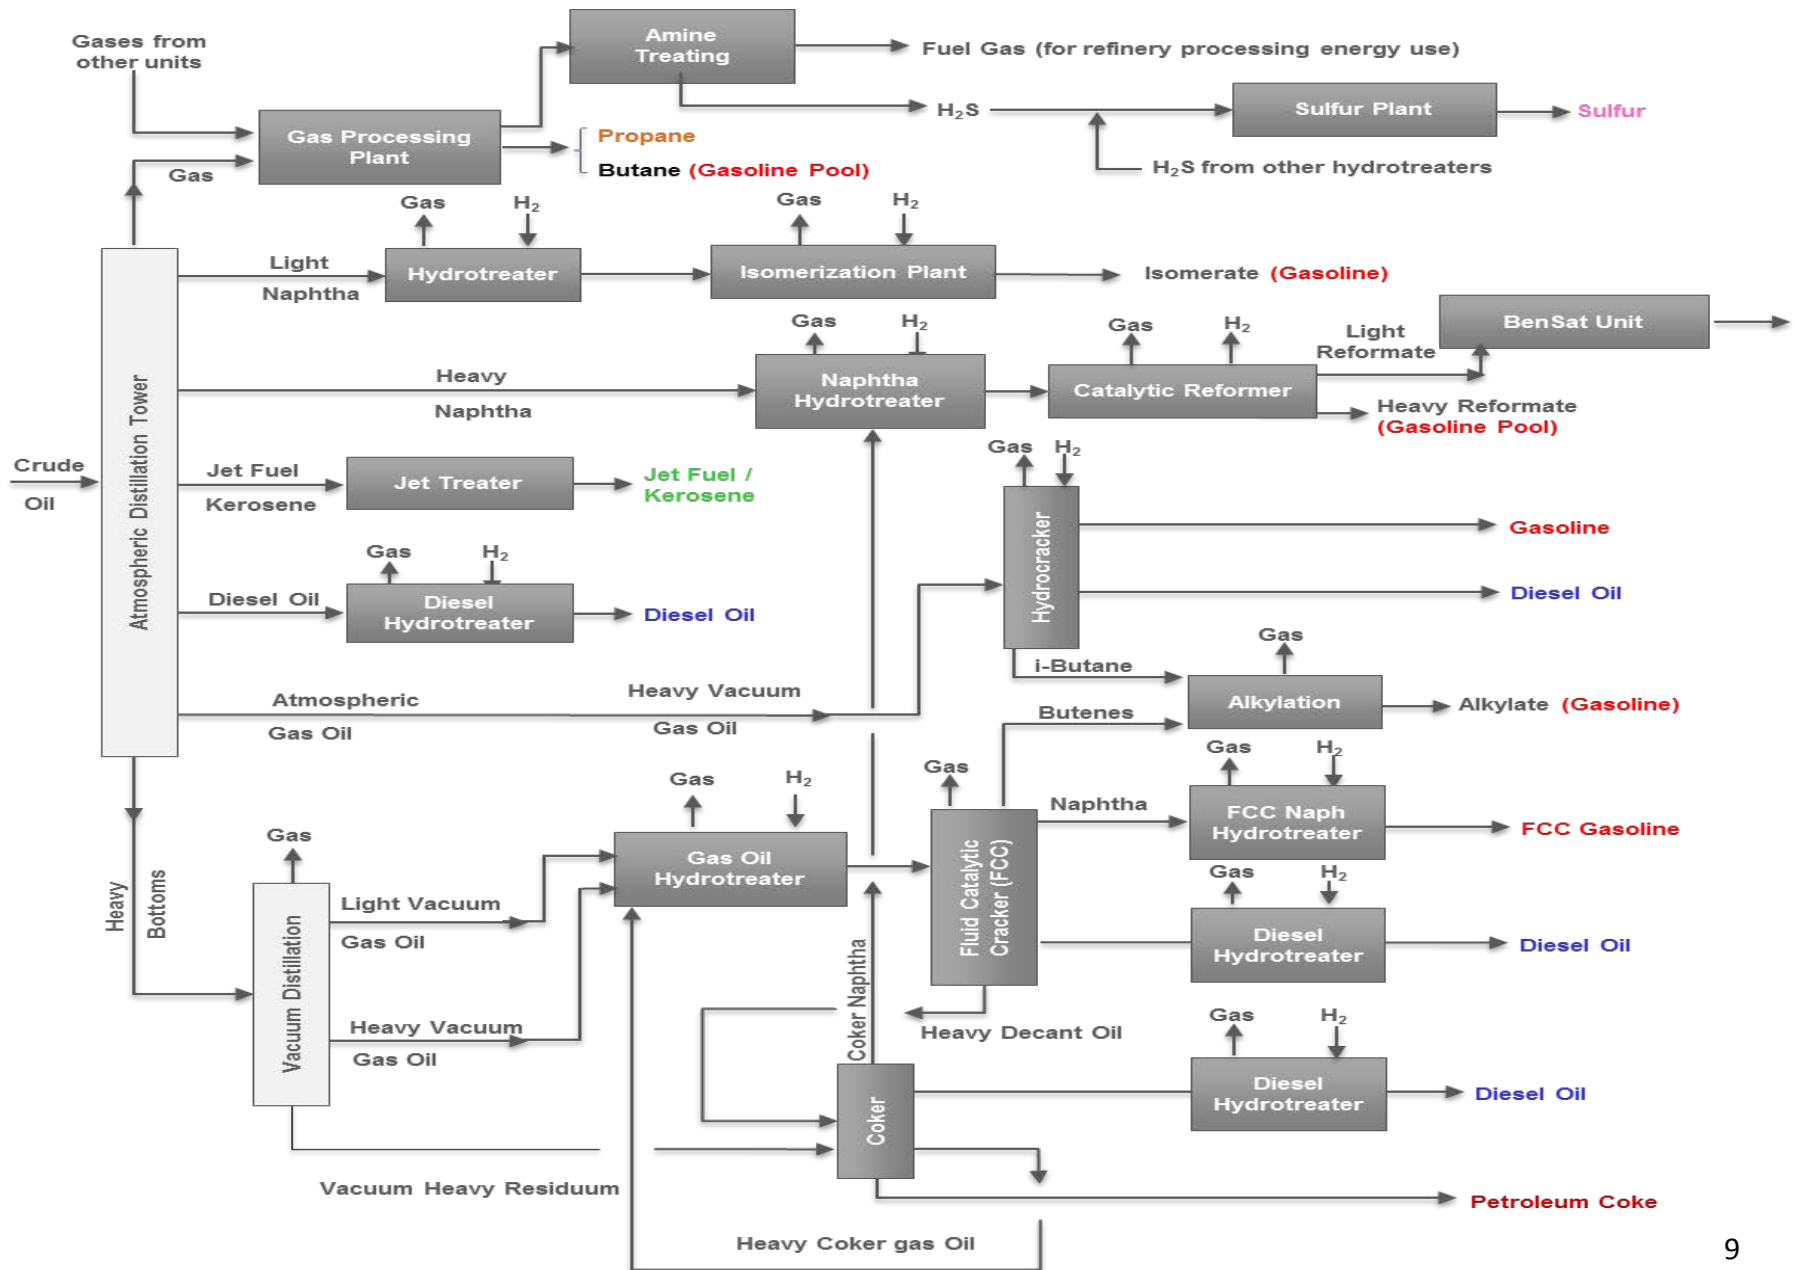 Gases from
other units
Amine
Treating
Fuel Gas (for refinery processing energy use)
H₂S
Sulfur Plant
Sulfur
Gas Processing
Plant
Propane
Butane (Gasoline Pool)
H₂S from other hydrotreaters
Gas
Gas
H₂
Gas
H₂
Light
Naphtha
Hydrotreater
Isomerization Plant
Isomerate (Gasoline)
Gas
H₂
Gas
H₂
Light
Reformate
BenSat Unit
Heavy
Naphtha
Naphtha
Hydrotreater
Catalytic Reformer
Heavy Reformate
(Gasoline Pool)
Crude
Oil
Atmospheric Distillation Tower
Jet Fuel
Kerosene
Jet Treater
Jet Fuel /
Kerosene
Gas
H₂
Hydrocracker
Gasoline
Diesel Oil
Gas
H₂
Diesel Oil
Diesel
Hydrotreater
Diesel Oil
Atmospheric
Gas Oil
Heavy Vacuum
Gas Oil
i-Butane
Butenes
Gas
Alkylation
Alkylate (Gasoline)
Heavy
Bottoms
Gas
Vacuum Distillation
Light Vacuum
Gas Oil
Heavy Vacuum
Gas Oil
Gas
H₂
Gas Oil
Hydrotreater
Gas
Fluid Catalytic
Cracker (FCC)
Naphtha
Gas
H₂
FCC Naph
Hydrotreater
FCC Gasoline
Gas
H₂
Diesel
Hydrotreater
Diesel Oil
Coker Naphtha
Heavy Decant Oil
Gas
H₂
Coker
Diesel
Hydrotreater
Diesel Oil
Vacuum Heavy Residuum
Petroleum Coke
Heavy Coker gas Oil
9